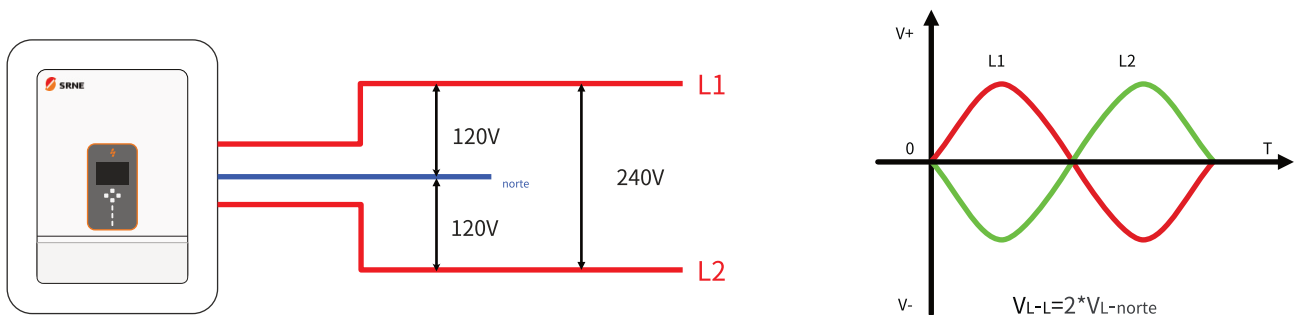 SRNE
L1
120V
norte
240V
120V
L2
V+
L1
L2
0
T
V-
VL-L=2*VL-norte